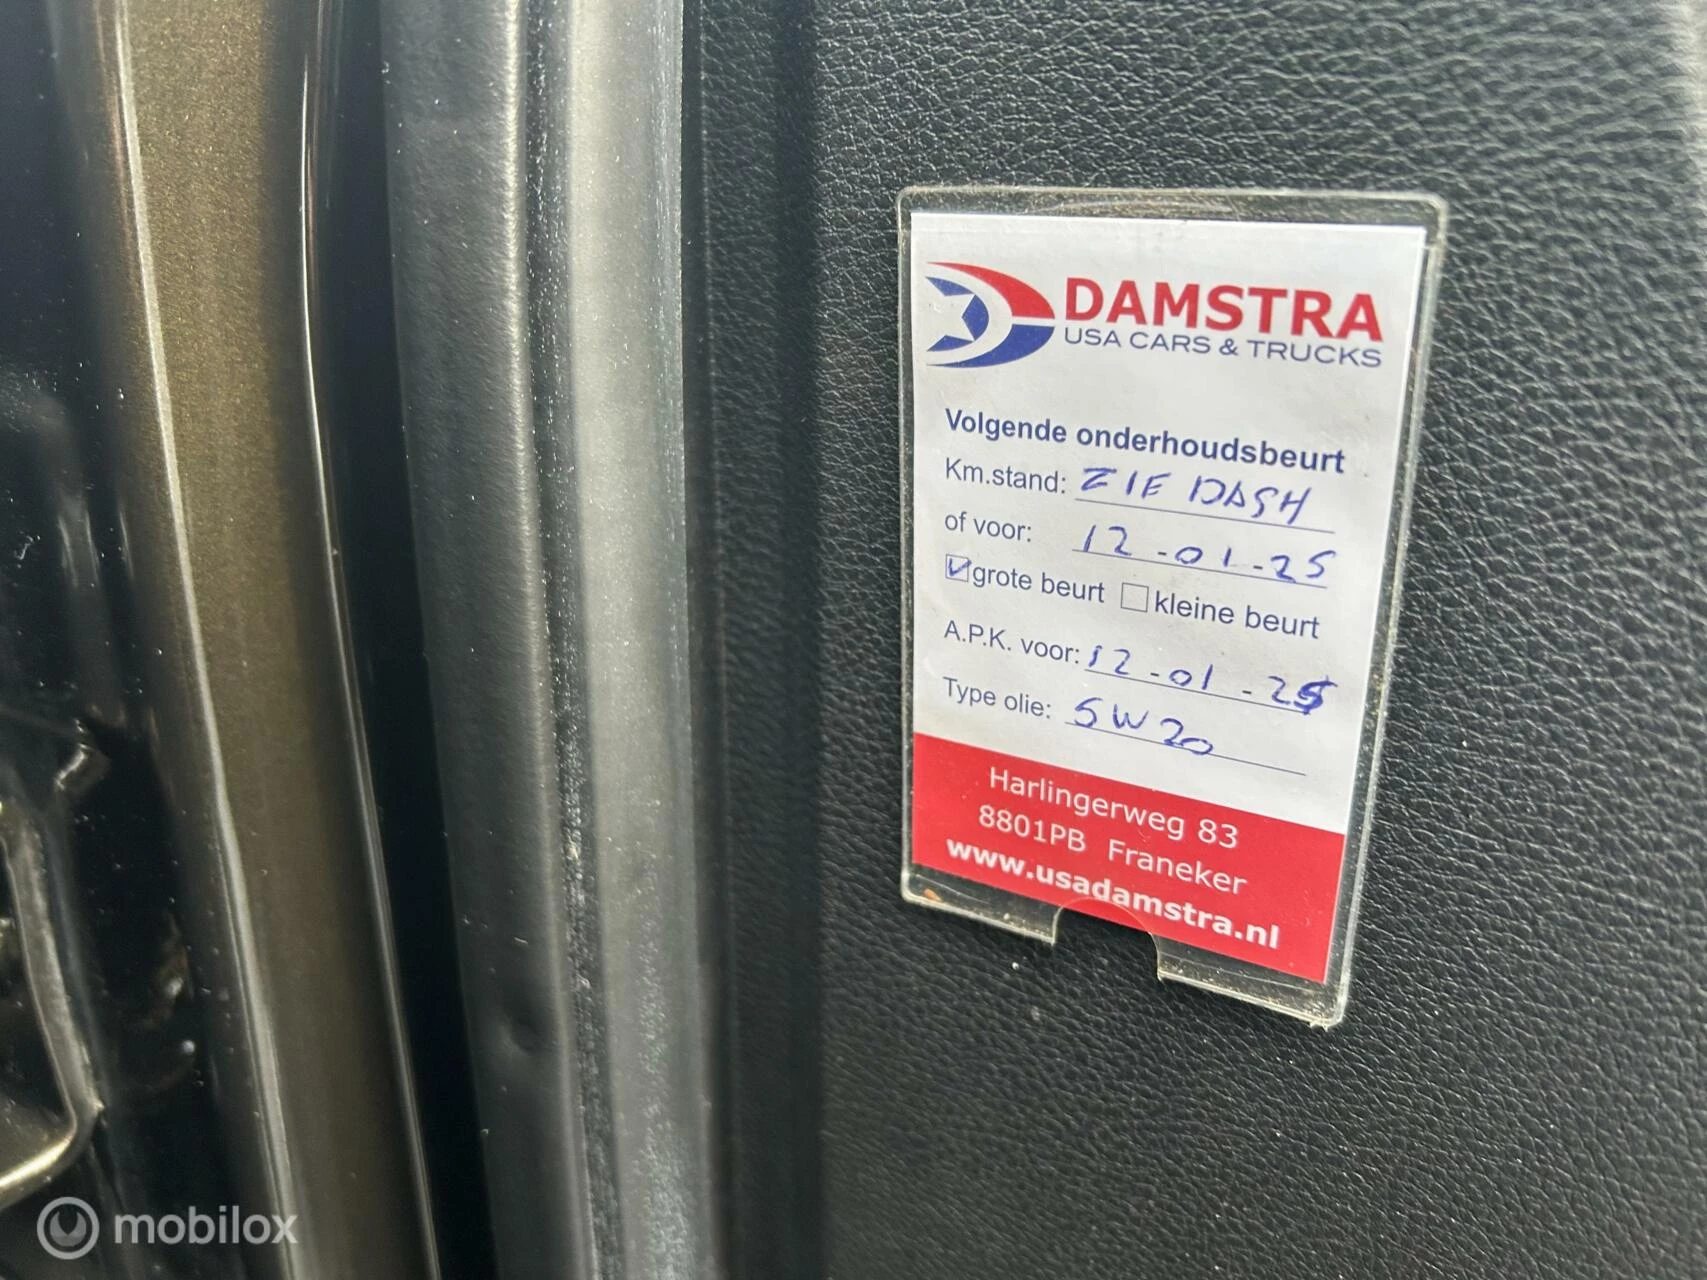 DAMSTRA
USA CARS & TRUCKS
Volgende onderhoudsbeurt
Km.stand: ZIE DASH
of voor: 12-01-25
grote beurt kleine beurt
A.P.K. voor: 12-01-25
Type olie: 5W20
Harlingerweg 83
8801PB Franeker
www.usadamstra.nl
mobilox